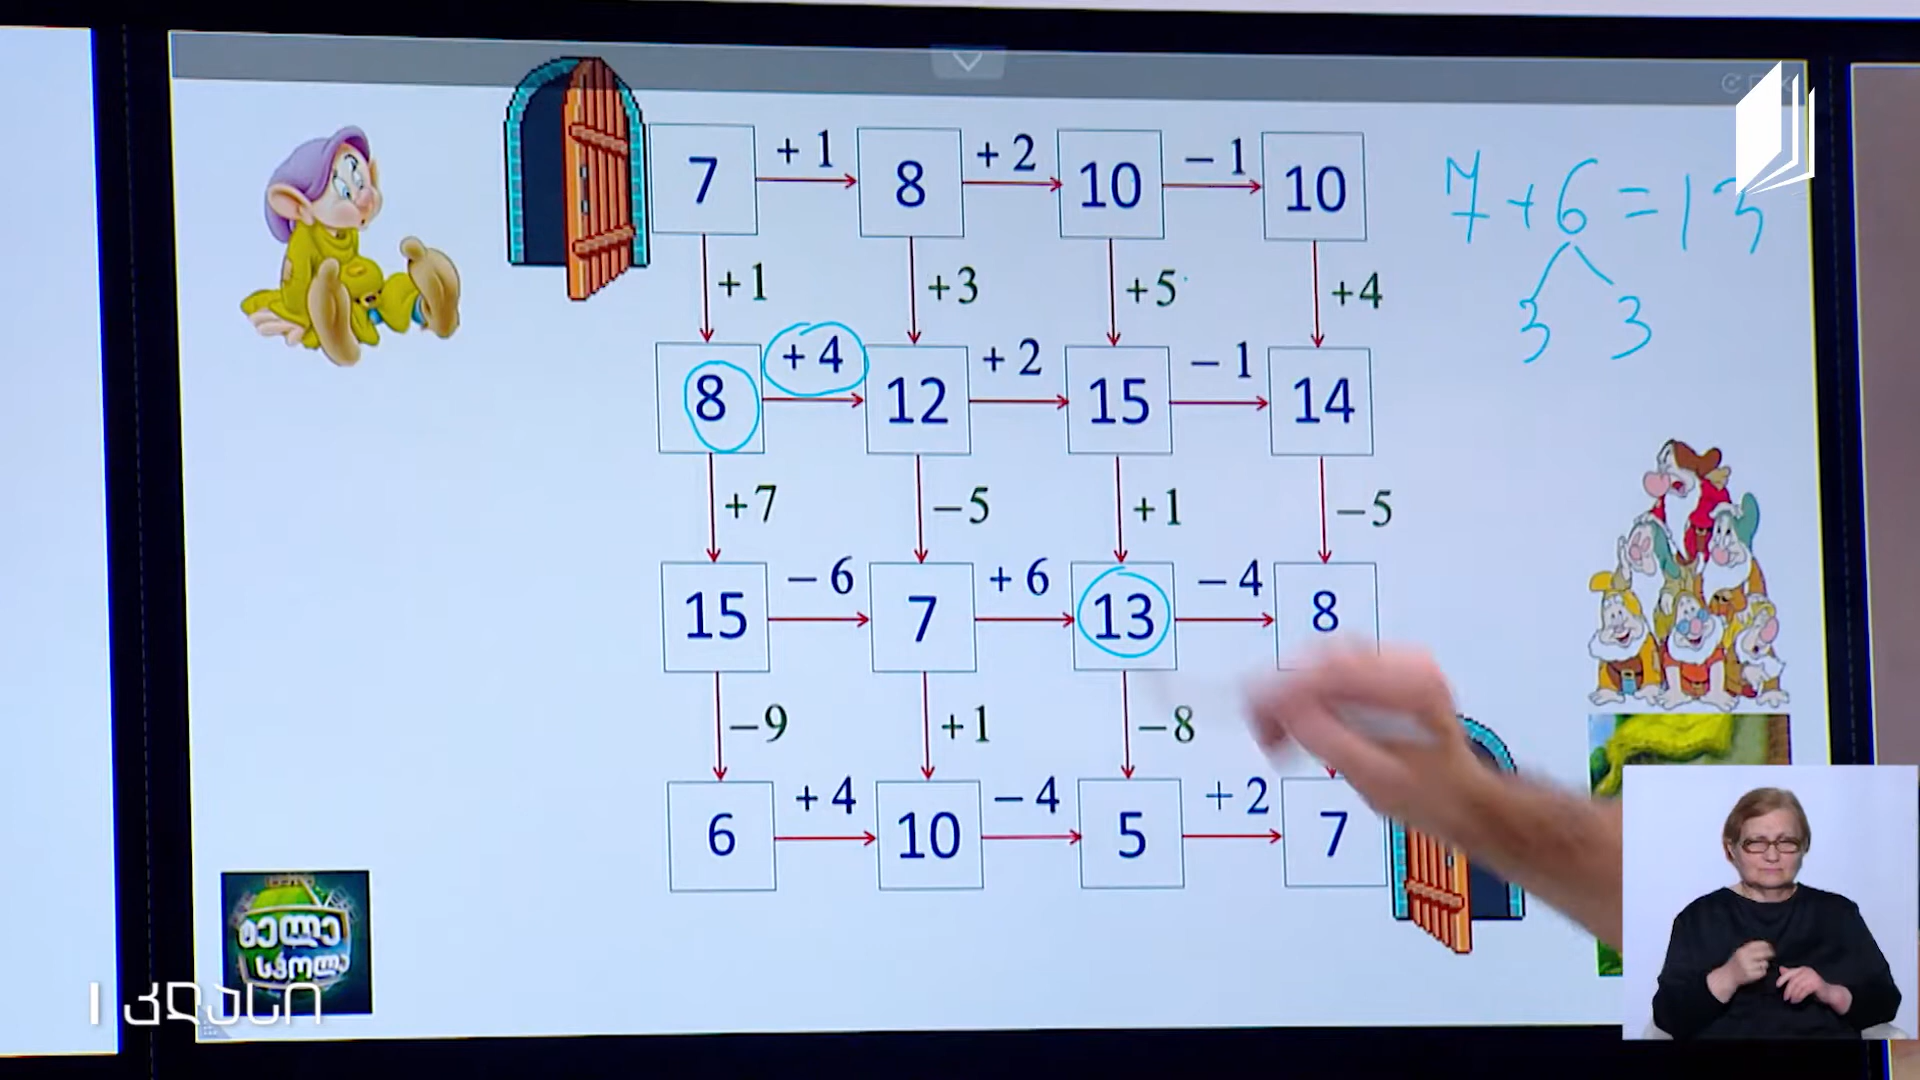 7 +1 8 +2 10 −1 10
7+6=13
+1 +3 +5 +4
3 3
8 +4 12 +2 15 −1 14
+7 −5 +1 −5
15 −6 7 +6 13 −4 8
−9 +1 −8
6 +4 10 −4 5 +2 7
ტელე
სკოლა
I კლასი